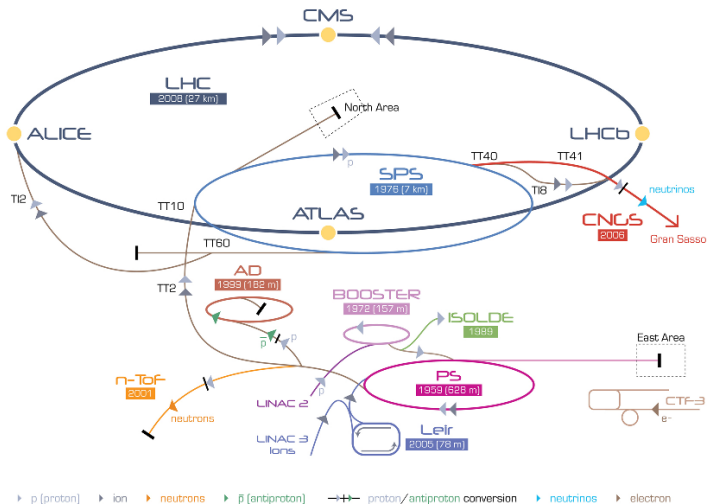 CMS
LHC
2008 (27 km)
North Area
ALICE
LHCb
TT40
TT41
p
SPS
1976 (7 km)
TI8
neutrinos
TI2
TT10
ATLAS
CNGS
2006
Gran Sasso
TT60
AD
1999 (182 m)
TT2
BOOSTER
1972 (157 m)
ISOLDE
1989
East Area
p̅
p
n-ToF
2001
neutrons
LINAC 2
p
PS
1959 (628 m)
CTF-3
e-
LINAC 3
Ions
Leir
2005 (78 m)
p (proton)
ion
neutrons
p̅ (antiproton)
proton/antiproton conversion
neutrinos
electron